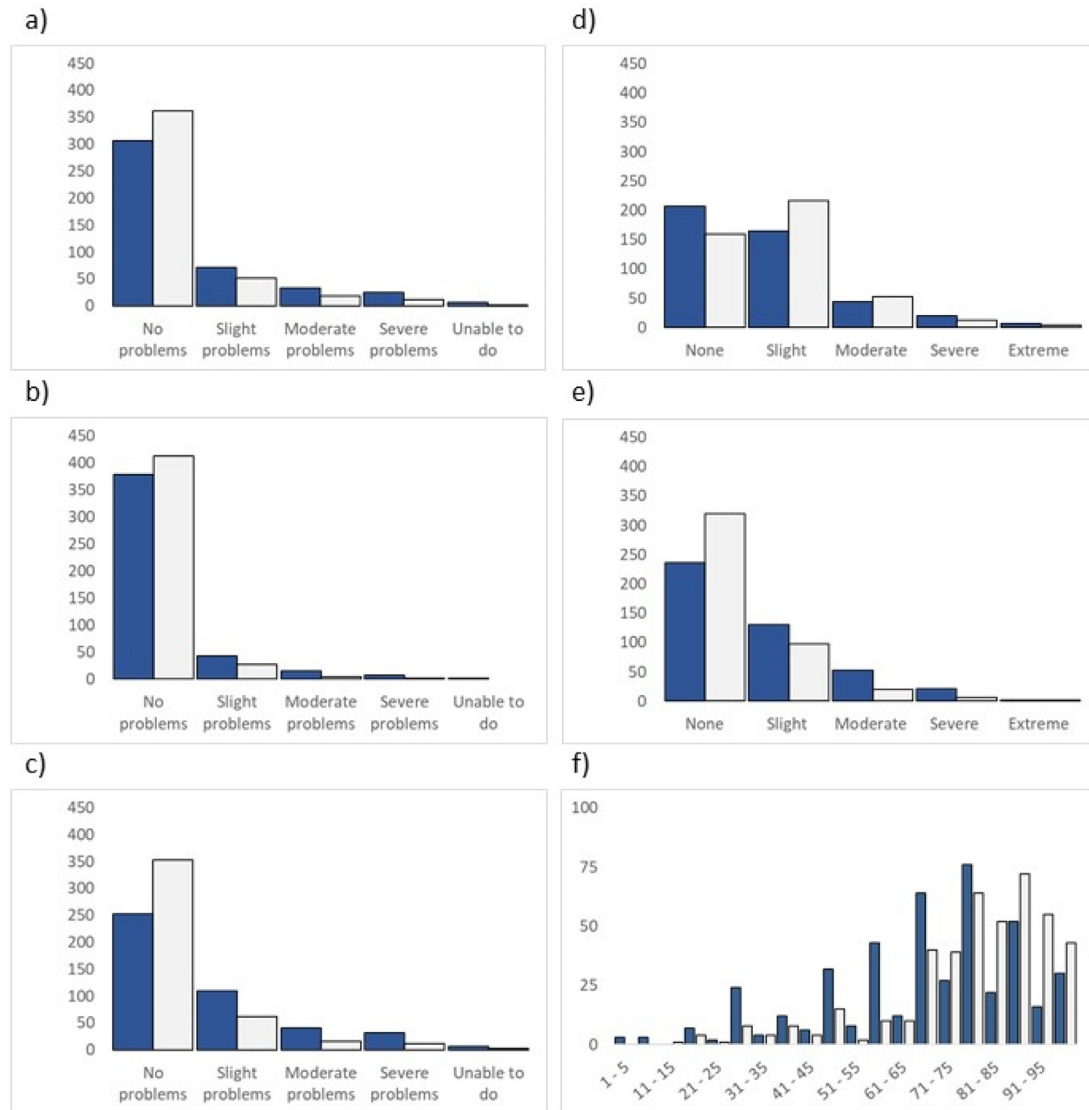 a)
450
400
350
300
250
200
150
100
50
0
No problems
Slight problems
Moderate problems
Severe problems
Unable to do
b)
450
400
350
300
250
200
150
100
50
0
No problems
Slight problems
Moderate problems
Severe problems
Unable to do
c)
450
400
350
300
250
200
150
100
50
0
No problems
Slight problems
Moderate problems
Severe problems
Unable to do
d)
450
400
350
300
250
200
150
100
50
0
None
Slight
Moderate
Severe
Extreme
e)
450
400
350
300
250
200
150
100
50
0
None
Slight
Moderate
Severe
Extreme
f)
100
75
50
25
0
1 - 5
11 - 15
21 - 25
31 - 35
41 - 45
51 - 55
61 - 65
71 - 75
81 - 85
91 - 95